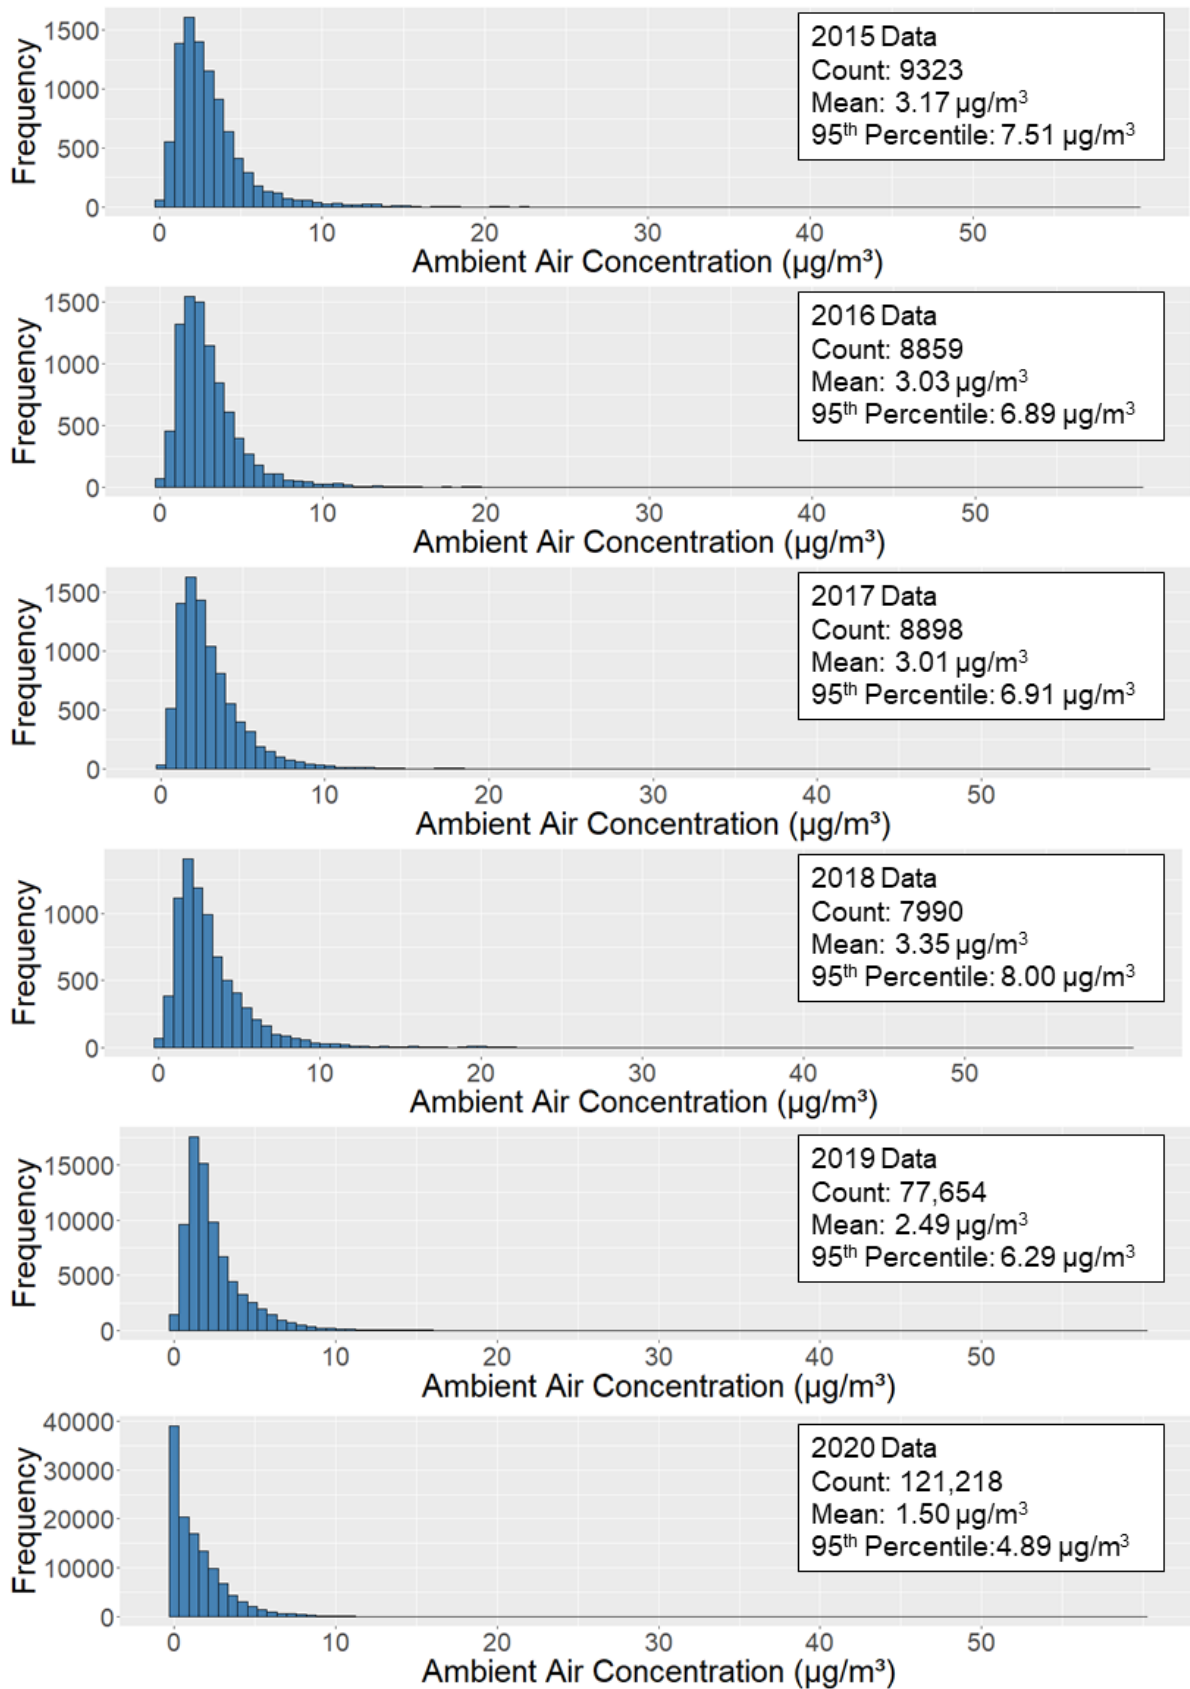 Frequency
1500
1000
500
0
2015 Data
Count: 9323
Mean: 3.17 µg/m³
95th Percentile: 7.51 µg/m³
0 10 20 30 40 50
Ambient Air Concentration (µg/m³)
Frequency
1500
1000
500
0
2016 Data
Count: 8859
Mean: 3.03 µg/m³
95th Percentile: 6.89 µg/m³
0 10 20 30 40 50
Ambient Air Concentration (µg/m³)
Frequency
1500
1000
500
0
2017 Data
Count: 8898
Mean: 3.01 µg/m³
95th Percentile: 6.91 µg/m³
0 10 20 30 40 50
Ambient Air Concentration (µg/m³)
Frequency
1000
500
0
2018 Data
Count: 7990
Mean: 3.35 µg/m³
95th Percentile: 8.00 µg/m³
0 10 20 30 40 50
Ambient Air Concentration (µg/m³)
Frequency
15000
10000
5000
0
2019 Data
Count: 77,654
Mean: 2.49 µg/m³
95th Percentile: 6.29 µg/m³
0 10 20 30 40 50
Ambient Air Concentration (µg/m³)
Frequency
40000
30000
20000
10000
0
2020 Data
Count: 121,218
Mean: 1.50 µg/m³
95th Percentile:4.89 µg/m³
0 10 20 30 40 50
Ambient Air Concentration (µg/m³)